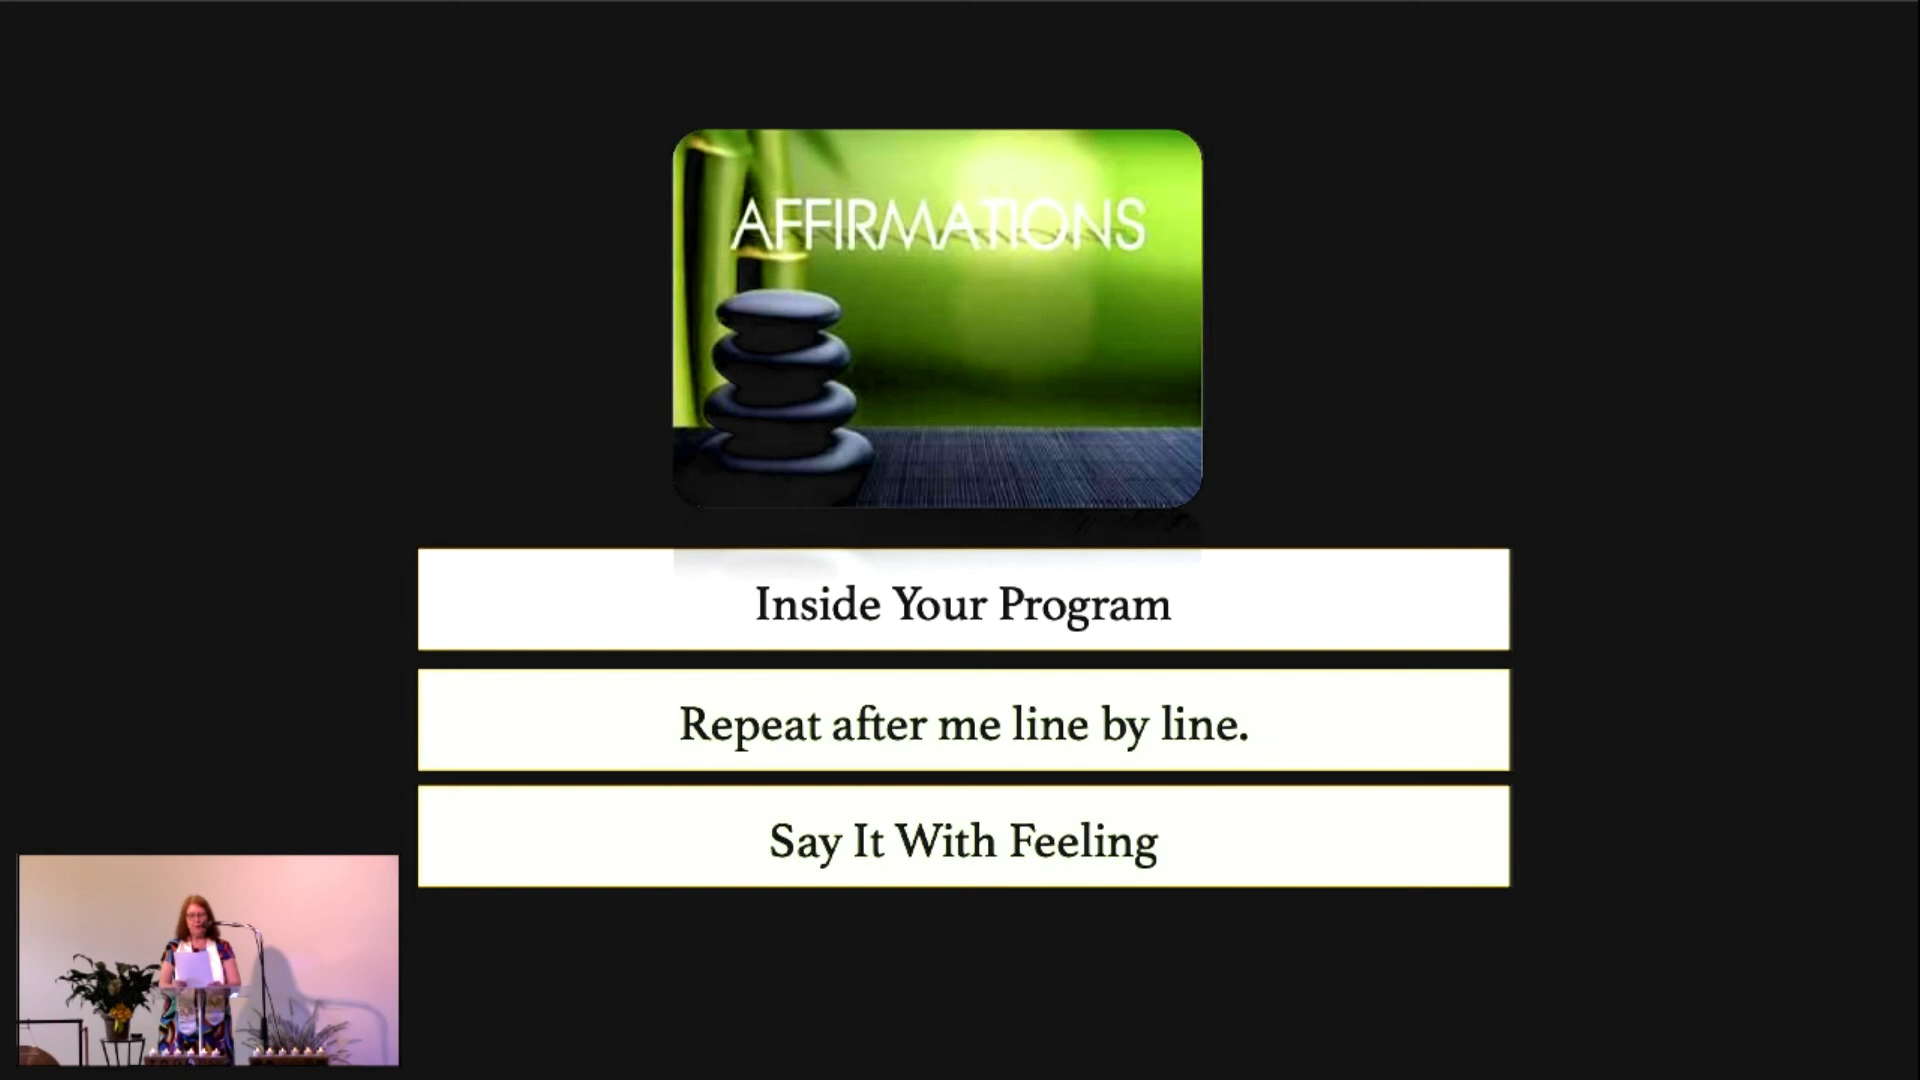 AFFIRMATIONS
Inside Your Program
Repeat after me line by line.
Say It With Feeling